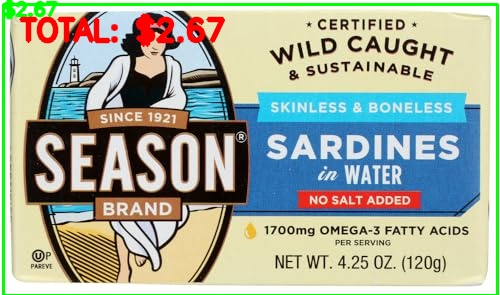 $2.67
TOTAL: $2.67
CERTIFIED
WILD CAUGHT
& SUSTAINABLE
SKINLESS & BONELESS
SINCE 1921
SEASON®
BRAND
SARDINES
in WATER
NO SALT ADDED
1700mg OMEGA-3 FATTY ACIDS
PER SERVING
NET WT. 4.25 OZ. (120g)
U
PAREVE